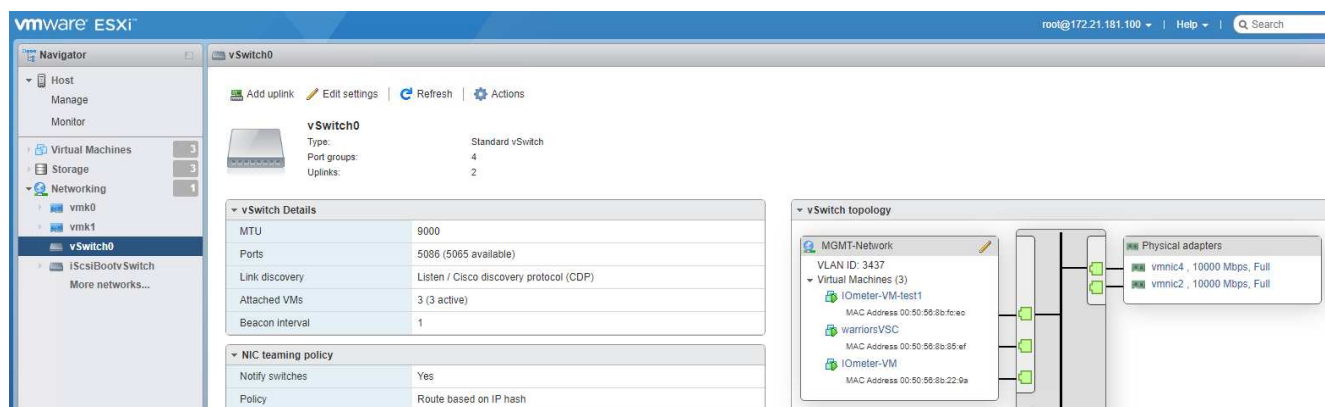 vmware ESXi™
root@172.21.181.100 | Help | Search
Navigator
Host
Manage
Monitor
Virtual Machines 3
Storage 3
Networking 1
vmk0
vmk1
vSwitch0
iScsiBootvSwitch
More networks...
vSwitch0
Add uplink Edit settings | Refresh | Actions
vSwitch0
Type: Standard vSwitch
Port groups: 4
Uplinks: 2
vSwitch Details
MTU 9000
Ports 5086 (5065 available)
Link discovery Listen / Cisco discovery protocol (CDP)
Attached VMs 3 (3 active)
Beacon interval 1
NIC teaming policy
Notify switches Yes
Policy Route based on IP hash
vSwitch topology
MGMT-Network
VLAN ID: 3437
Virtual Machines (3)
IOmeter-VM-test1
MAC Address 00:50:56:8b:fc:ec
warriorsVSC
MAC Address 00:50:56:8b:85:ef
IOmeter-VM
MAC Address 00:50:56:8b:22:9a
Physical adapters
vmnic4 , 10000 Mbps, Full
vmnic2 , 10000 Mbps, Full